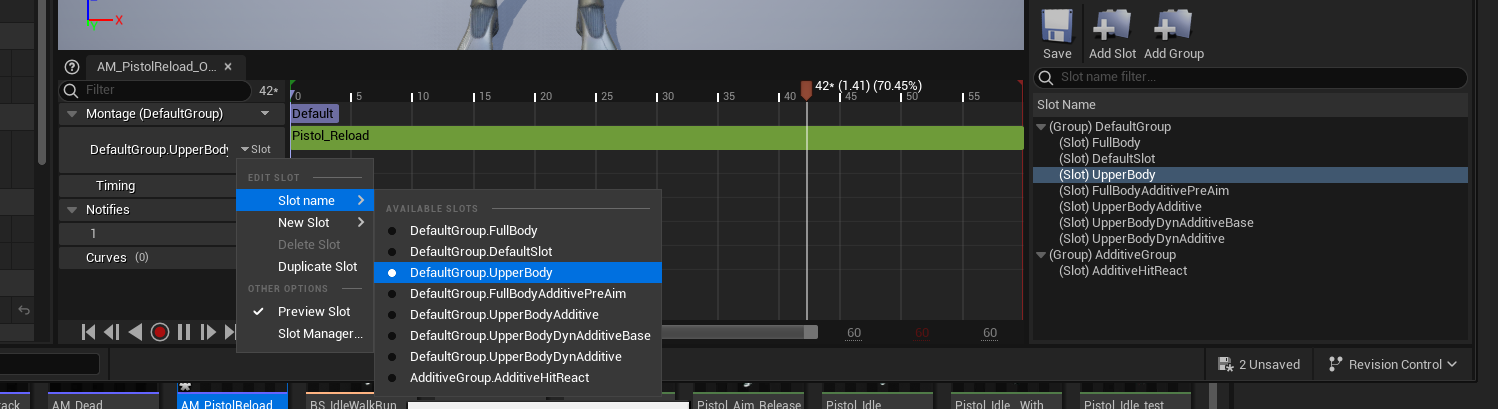 X
Save
Add Slot
Add Group
AM_PistolReload_O...
Slot name filter...
Filter
42*
42* (1.41) (70.45%)
0
5
10
15
20
25
30
35
40
45
50
55
Slot Name
Montage (DefaultGroup)
Default
(Group) DefaultGroup
Pistol_Reload
(Slot) FullBody
DefaultGroup.UpperBody
Slot
(Slot) DefaultSlot
(Slot) UpperBody
EDIT SLOT
Timing
(Slot) FullBodyAdditivePreAim
Slot name
AVAILABLE SLOTS
(Slot) UpperBodyAdditive
Notifies
New Slot
DefaultGroup.FullBody
(Slot) UpperBodyDynAdditiveBase
1
Delete Slot
DefaultGroup.DefaultSlot
(Slot) UpperBodyDynAdditive
Curves (0)
Duplicate Slot
DefaultGroup.UpperBody
(Group) AdditiveGroup
OTHER OPTIONS
DefaultGroup.FullBodyAdditivePreAim
(Slot) AdditiveHitReact
Preview Slot
DefaultGroup.UpperBodyAdditive
Slot Manager...
DefaultGroup.UpperBodyDynAdditiveBase
60
60
60
DefaultGroup.UpperBodyDynAdditive
AdditiveGroup.AdditiveHitReact
2 Unsaved
Revision Control
AM_Dead
AM_PistolReload
BS_IdleWalkRun
Pistol_Aim_Release
Pistol_Idle
Pistol_Idle_With
Pistol_Idle_test